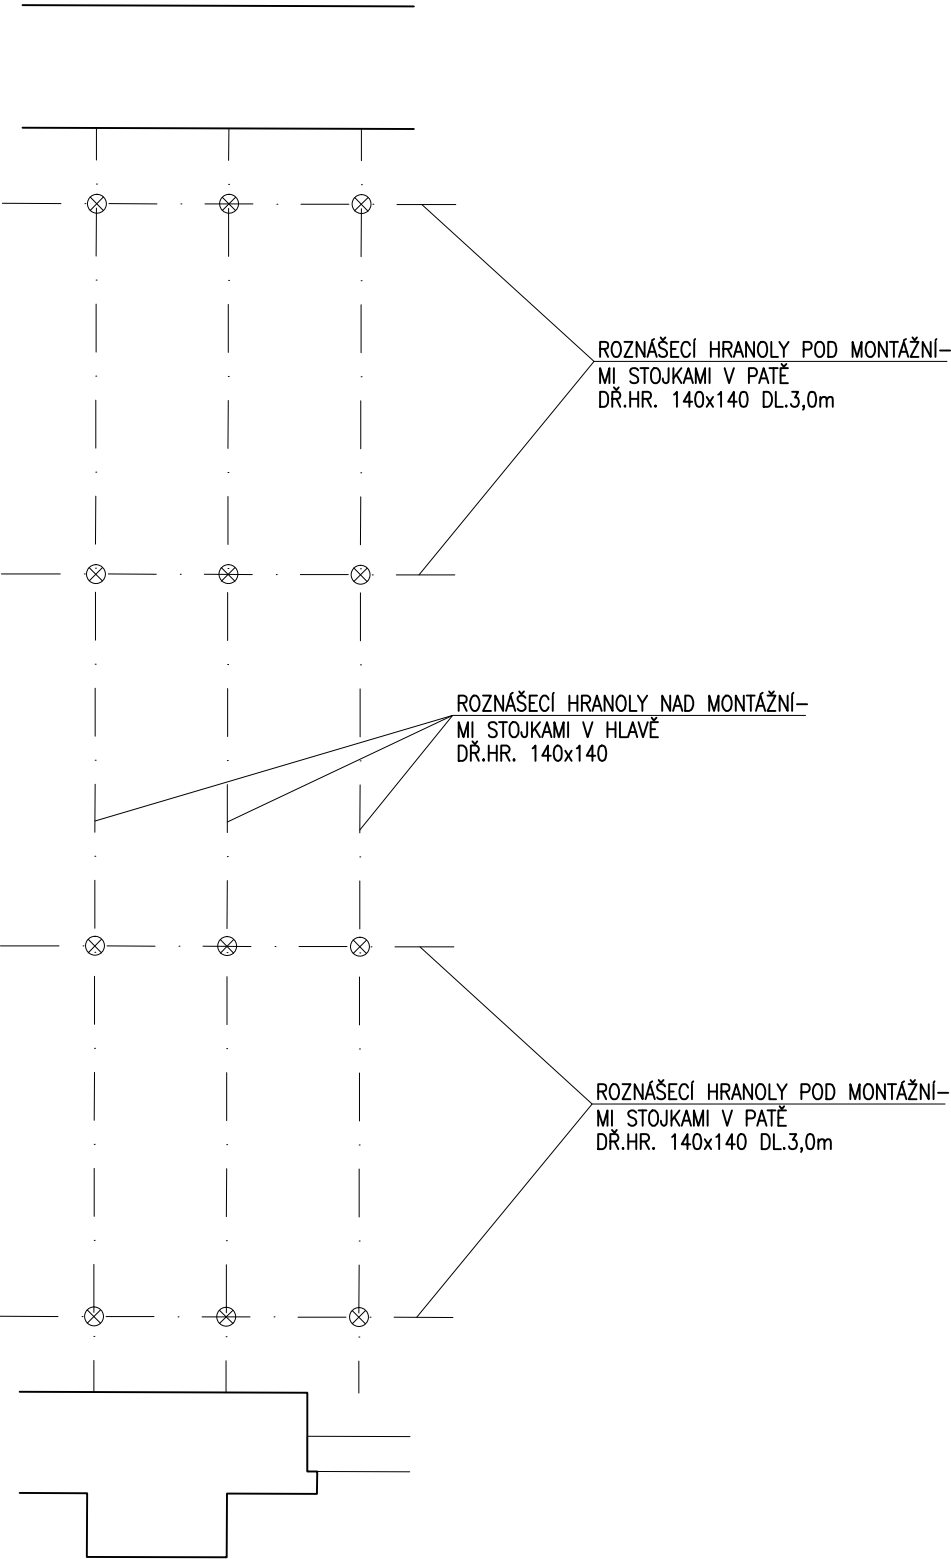 ROZNÁŠECÍ HRANOLY POD MONTÁŽNÍ-
MI STOJKAMI V PATĚ
DŘ.HR. 140x140 DL.3,0m
ROZNÁŠECÍ HRANOLY NAD MONTÁŽNÍ-
MI STOJKAMI V HLAVĚ
DŘ.HR. 140x140
ROZNÁŠECÍ HRANOLY POD MONTÁŽNÍ-
MI STOJKAMI V PATĚ
DŘ.HR. 140x140 DL.3,0m